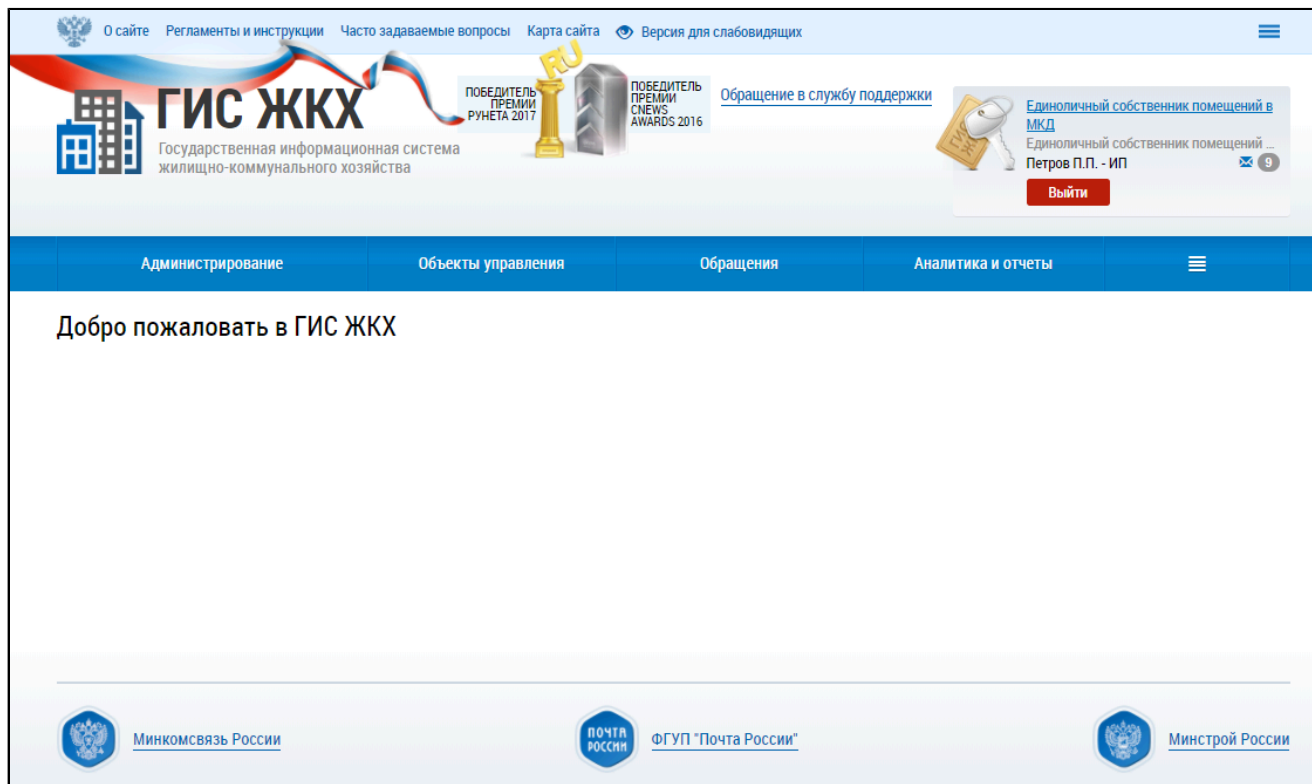 О сайте Регламенты и инструкции Часто задаваемые вопросы Карта сайта Версия для слабовидящих
ГИС ЖКХ
Государственная информационная система
жилищно-коммунального хозяйства
ПОБЕДИТЕЛЬ
ПРЕМИИ
РУНЕТА 2017
RU
ПОБЕДИТЕЛЬ
ПРЕМИИ
CNEWS
AWARDS 2016
Обращение в службу поддержки
ГИС ЖКХ
Единоличный собственник помещений в
МКД
Единоличный собственник помещений ...
Петров П.П. - ИП 9
Выйти
Администрирование Объекты управления Обращения Аналитика и отчеты
Добро пожаловать в ГИС ЖКХ
Минкомсвязь России
ПОЧТА
РОССИИ
ФГУП "Почта России"
Минстрой России